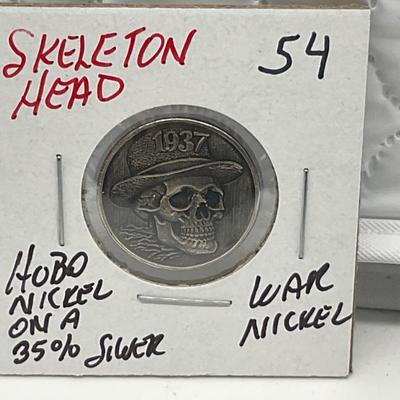 SKELETON
HEAD
54
1937
HOBO
NICKEL
ON A
35% SILVER
WAR
NICKEL